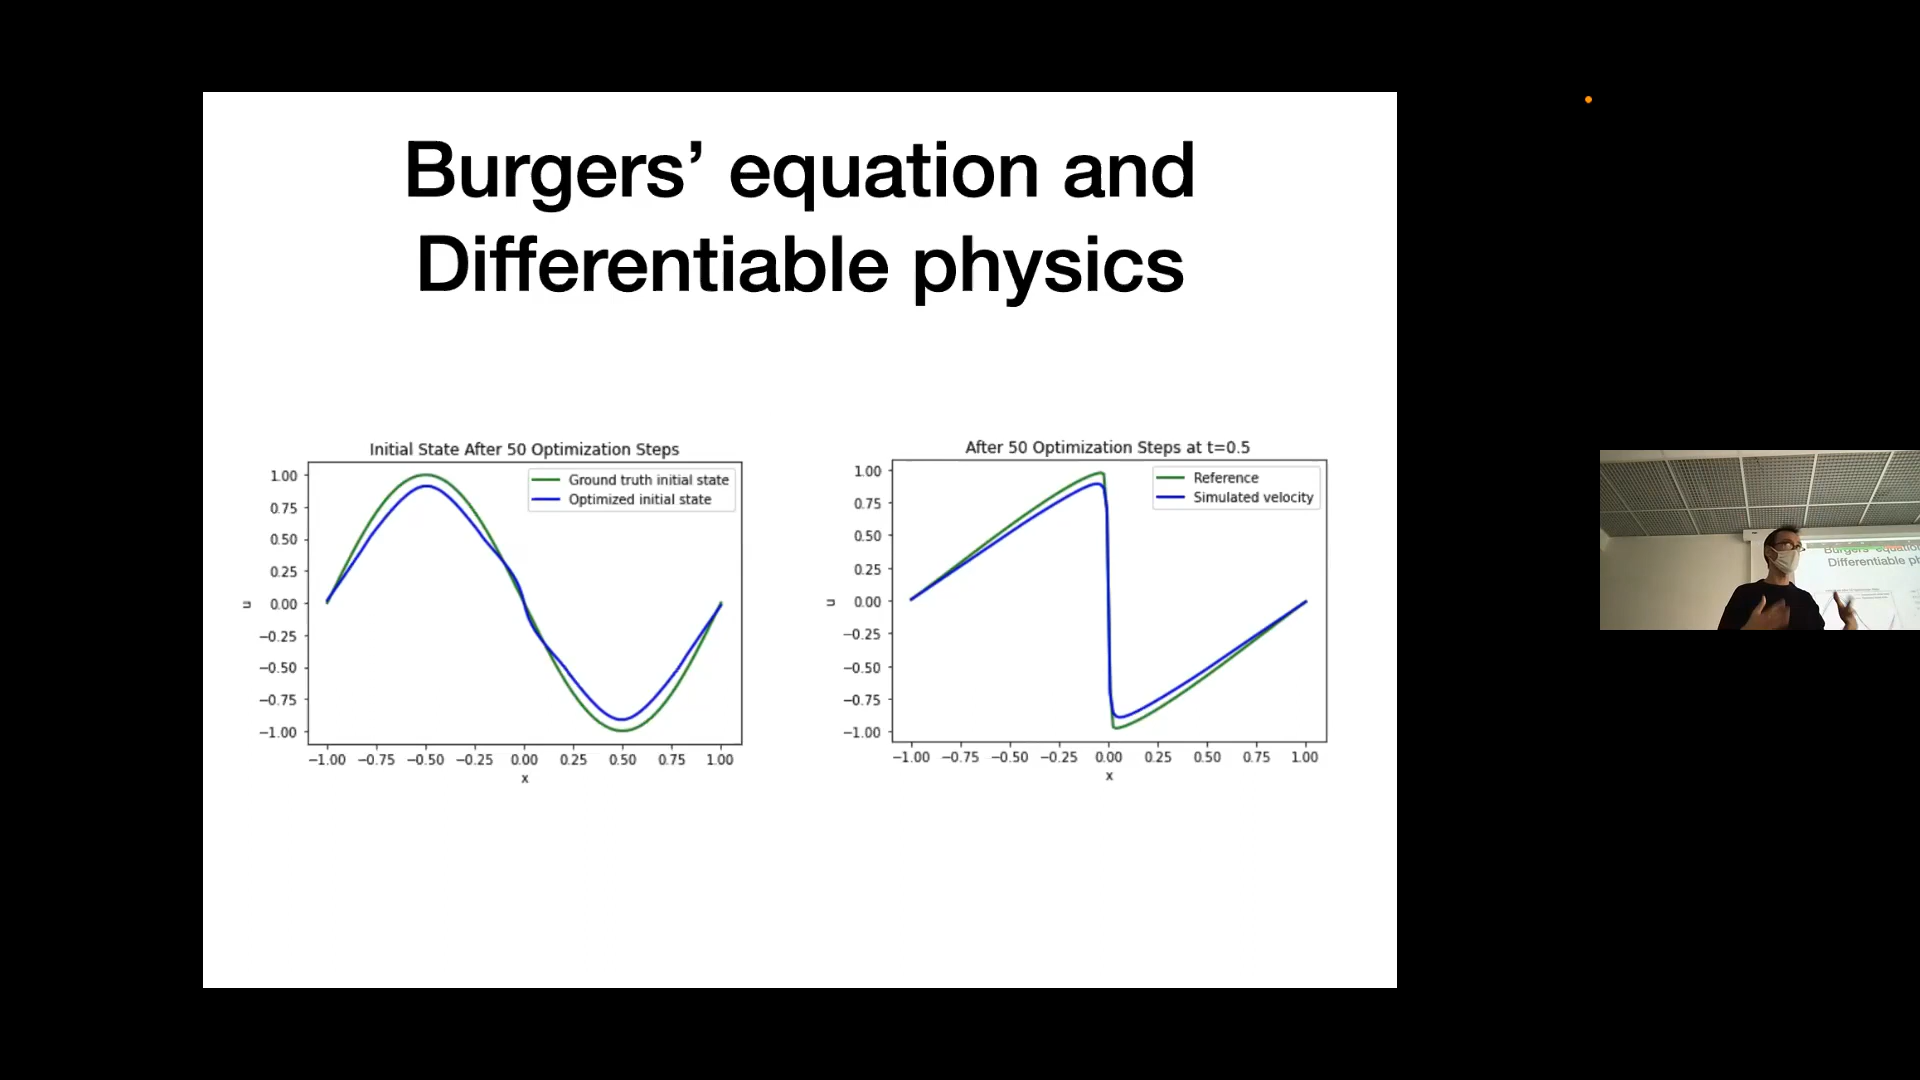 Burgers’ equation and
Differentiable physics
Initial State After 50 Optimization Steps
Ground truth initial state
Optimized initial state
1.00
0.75
0.50
0.25
0.00
−0.25
−0.50
−0.75
−1.00
u
−1.00 −0.75 −0.50 −0.25 0.00 0.25 0.50 0.75 1.00
x
After 50 Optimization Steps at t=0.5
Reference
Simulated velocity
1.00
0.75
0.50
0.25
0.00
−0.25
−0.50
−0.75
−1.00
u
−1.00 −0.75 −0.50 −0.25 0.00 0.25 0.50 0.75 1.00
x
Burgers’ equation
Differentiable ph